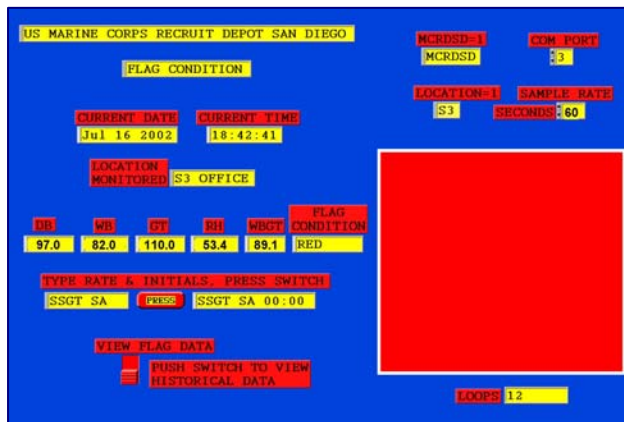 US MARINE CORPS RECRUIT DEPOT SAN DIEGO
FLAG CONDITION
MCRDSD=1
MCRDSD
COM PORT
3
LOCATION=1
S3
SAMPLE RATE
SECONDS 60
CURRENT DATE
Jul 16 2002
CURRENT TIME
18:42:41
LOCATION
MONITORED
S3 OFFICE
DB WB GT RH WBGT FLAG CONDITION
97.0 82.0 110.0 53.4 89.1 RED
TYPE RATE & INITIALS, PRESS SWITCH
SSGT SA PRESS SSGT SA 00:00
VIEW FLAG DATA
PUSH SWITCH TO VIEW
HISTORICAL DATA
LOOPS 12